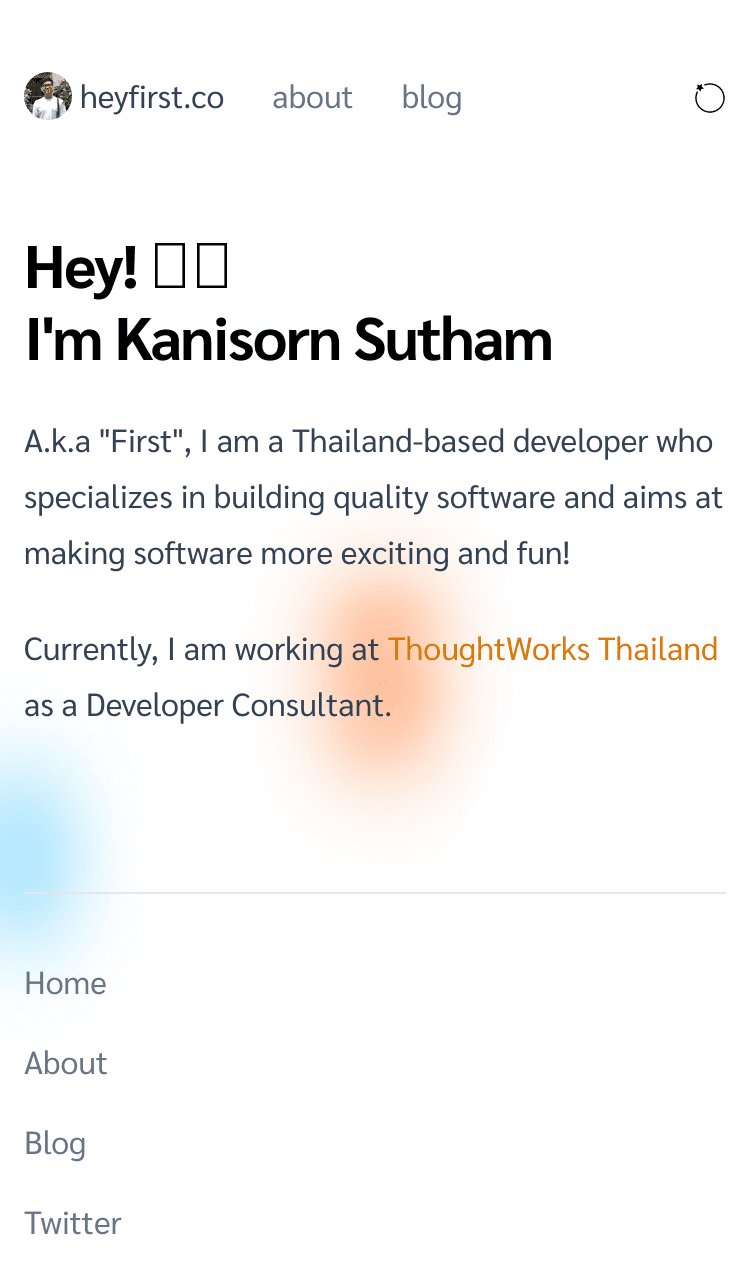 heyfirst.co about blog
Hey!
I'm Kanisorn Sutham
A.k.a "First", I am a Thailand-based developer who
specializes in building quality software and aims at
making software more exciting and fun!
Currently, I am working at ThoughtWorks Thailand
as a Developer Consultant.
Home
About
Blog
Twitter